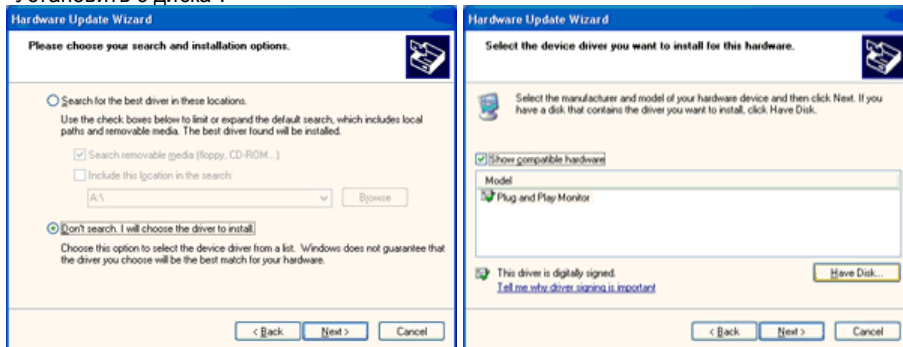 "Установить с диска".
Hardware Update Wizard
Please choose your search and installation options.
Search for the best driver in these locations.
Use the check boxes below to limit or expand the default search, which includes local
paths and removable media. The best driver found will be installed.
Search removable media (floppy, CD-ROM...)
Include this location in the search:
A:\
Browse
Don't search. I will choose the driver to install.
Choose this option to select the device driver from a list. Windows does not guarantee that
the driver you choose will be the best match for your hardware.
< Back
Next >
Cancel
Hardware Update Wizard
Select the device driver you want to install for this hardware.
Select the manufacturer and model of your hardware device and then click Next. If you
have a disk that contains the driver you want to install, click Have Disk.
Show compatible hardware
Model
Plug and Play Monitor
This driver is digitally signed.
Tell me why driver signing is important
Have Disk...
< Back
Next >
Cancel